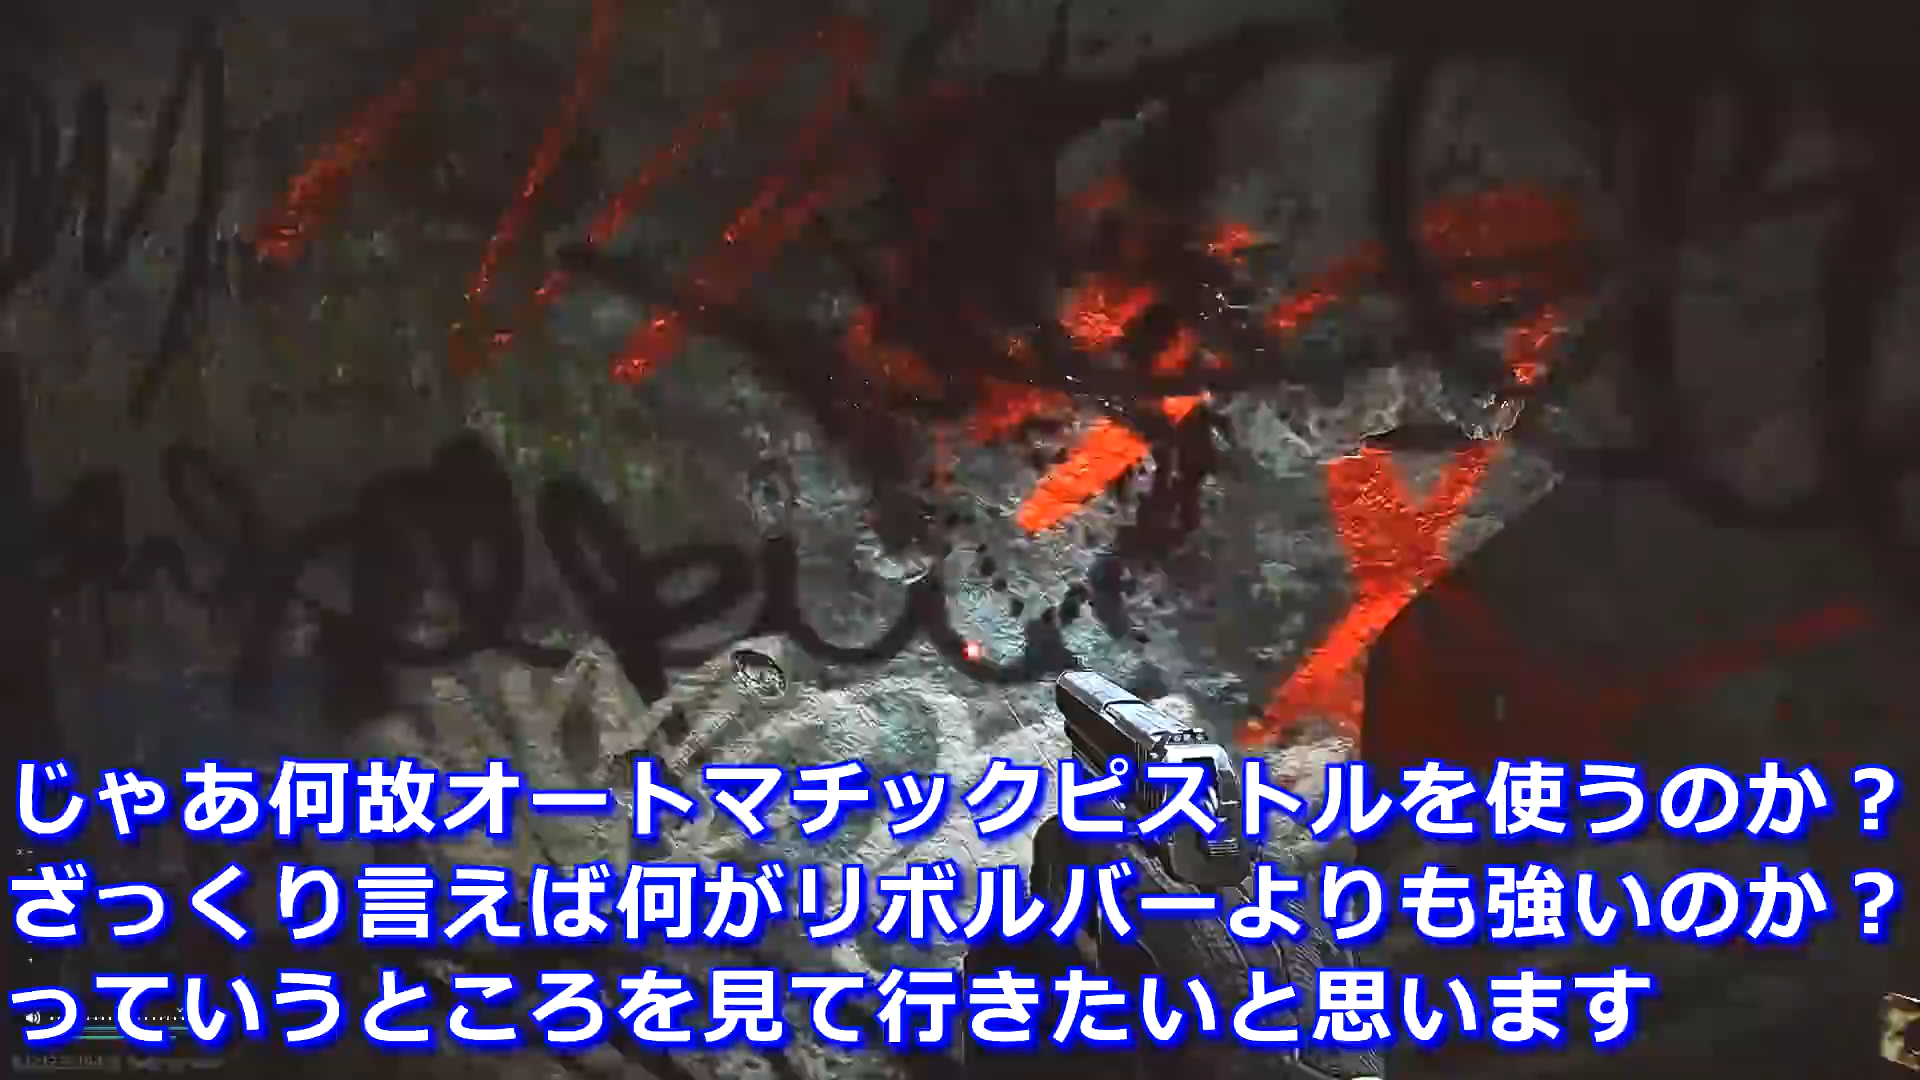 じゃあ何故オートマチックピストルを使うのか？
ざっくり言えば何がリボルバーよりも強いのか？
っていうところを見て行きたいと思います